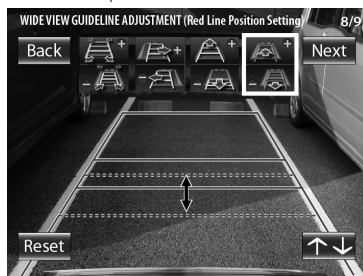 WIDE VIEW GUIDELINE ADJUSTMENT (Red Line Position Setting) 8/9
Back
Next
Reset